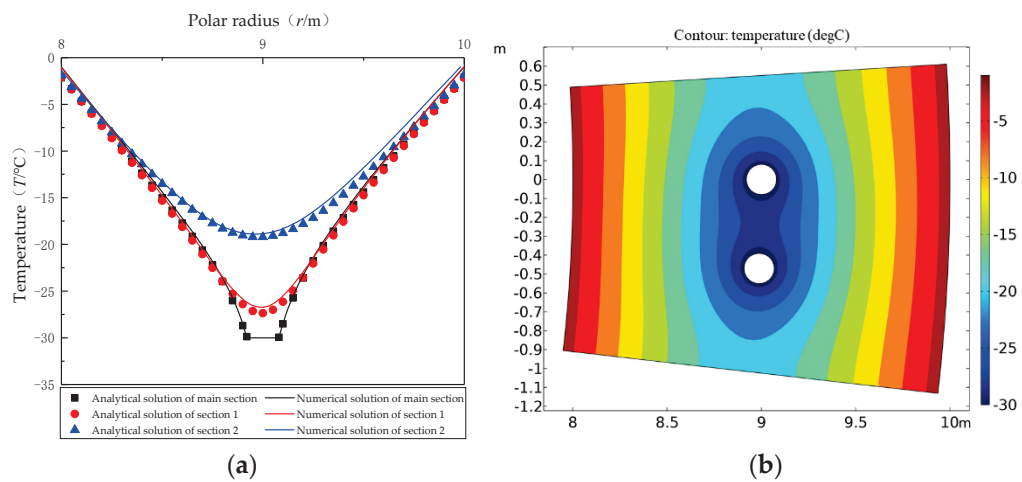 Polar radius（r/m）
8 9 10
0
−5
−10
−15
−20
−25
−30
−35
Temperature（T/°C）
Analytical solution of main section
Numerical solution of main section
Analytical solution of section 1
Numerical solution of section 1
Analytical solution of section 2
Numerical solution of section 2
(a)
Contour: temperature (degC)
m
0.6
0.5
0.4
0.3
0.2
0.1
0
-0.1
-0.2
-0.3
-0.4
-0.5
-0.6
-0.7
-0.8
-0.9
-1
-1.1
-1.2
8 8.5 9 9.5 10m
-5
-10
-15
-20
-25
-30
(b)